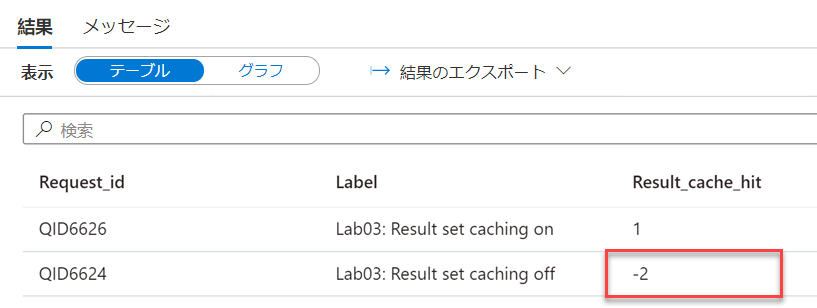 結果 メッセージ
表示 テーブル グラフ 結果のエクスポート
検索
Request_id Label Result_cache_hit
QID6626 Lab03: Result set caching on 1
QID6624 Lab03: Result set caching off -2